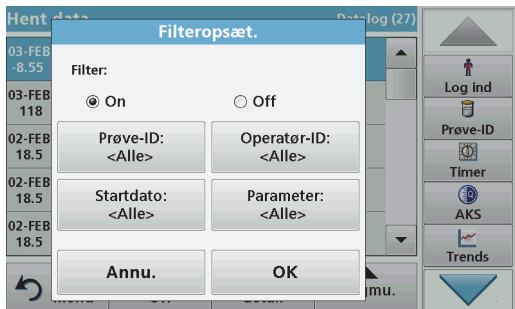 Hent data
Datalog (27)
Filteropsæt.
03-FEB
-8.55
03-FEB
118
02-FEB
18.5
02-FEB
18.5
02-FEB
18.5
Filter:
On
Off
Prøve-ID:
<Alle>
Operatør-ID:
<Alle>
Startdato:
<Alle>
Parameter:
<Alle>
Annu.
OK
Log ind
Prøve-ID
Timer
AKS
Trends